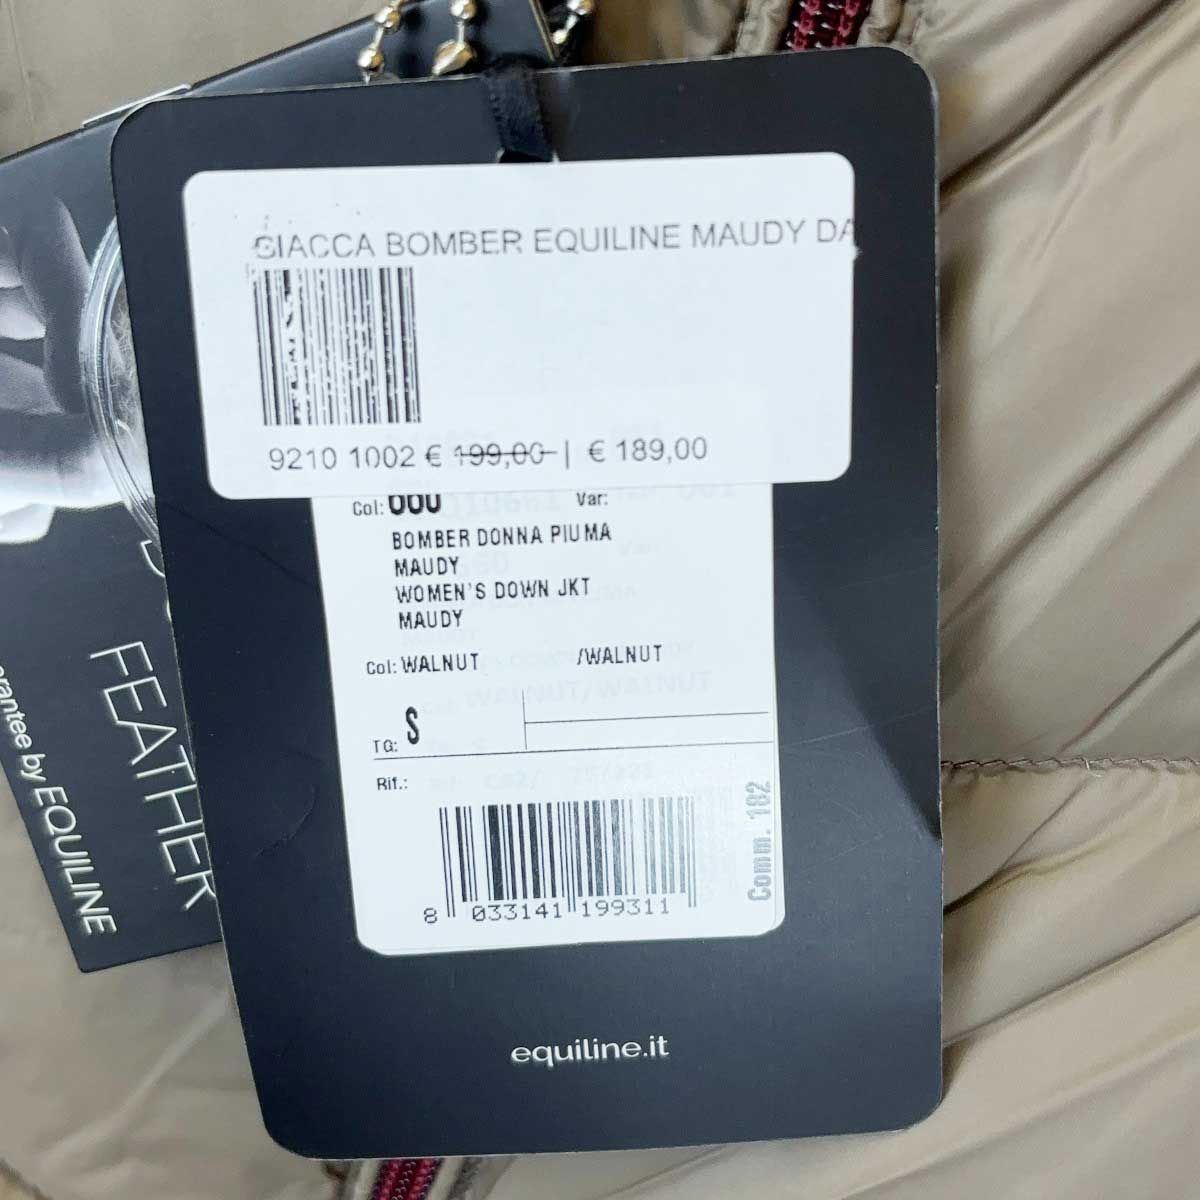 GIACCA BOMBER EQUILINE MAUDY DA
9210 1002 € 199,00 | € 189,00
Col: Var:
BOMBER DONNA PIUMA
MAUDY
WOMEN'S DOWN JKT
MAUDY
Col: WALNUT /WALNUT
TG: S
Rif.:
Comm. 182
8 033141 199311
equiline.it
FEATHER
by EQUILINE